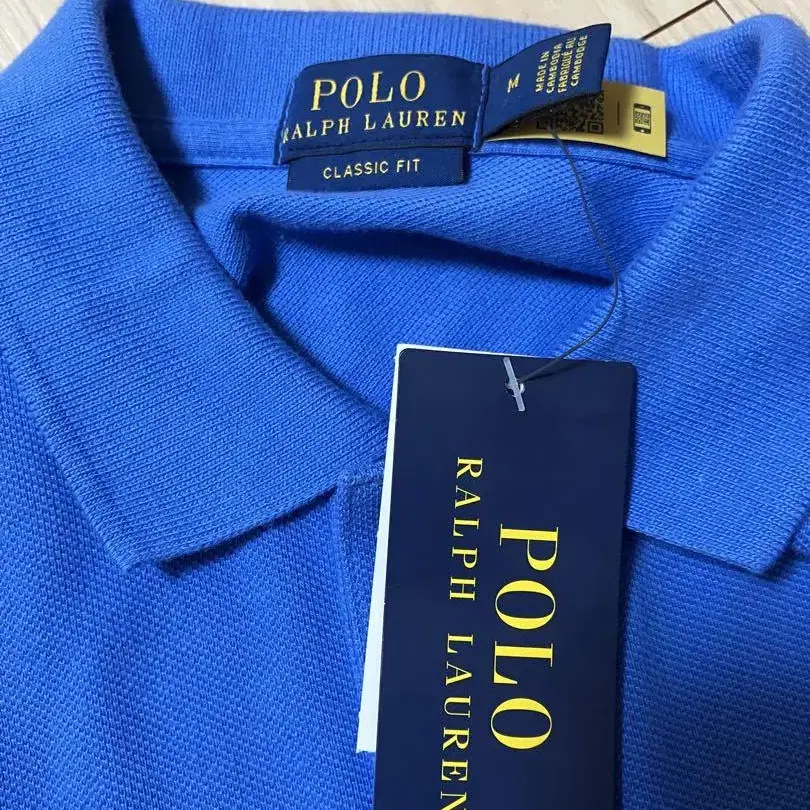 POLO
RALPH LAUREN
CLASSIC FIT
M
MADE IN
CAMBODIA
FABRIQUÉ AU
CAMBODGE
POLO
RALPH LAUREN